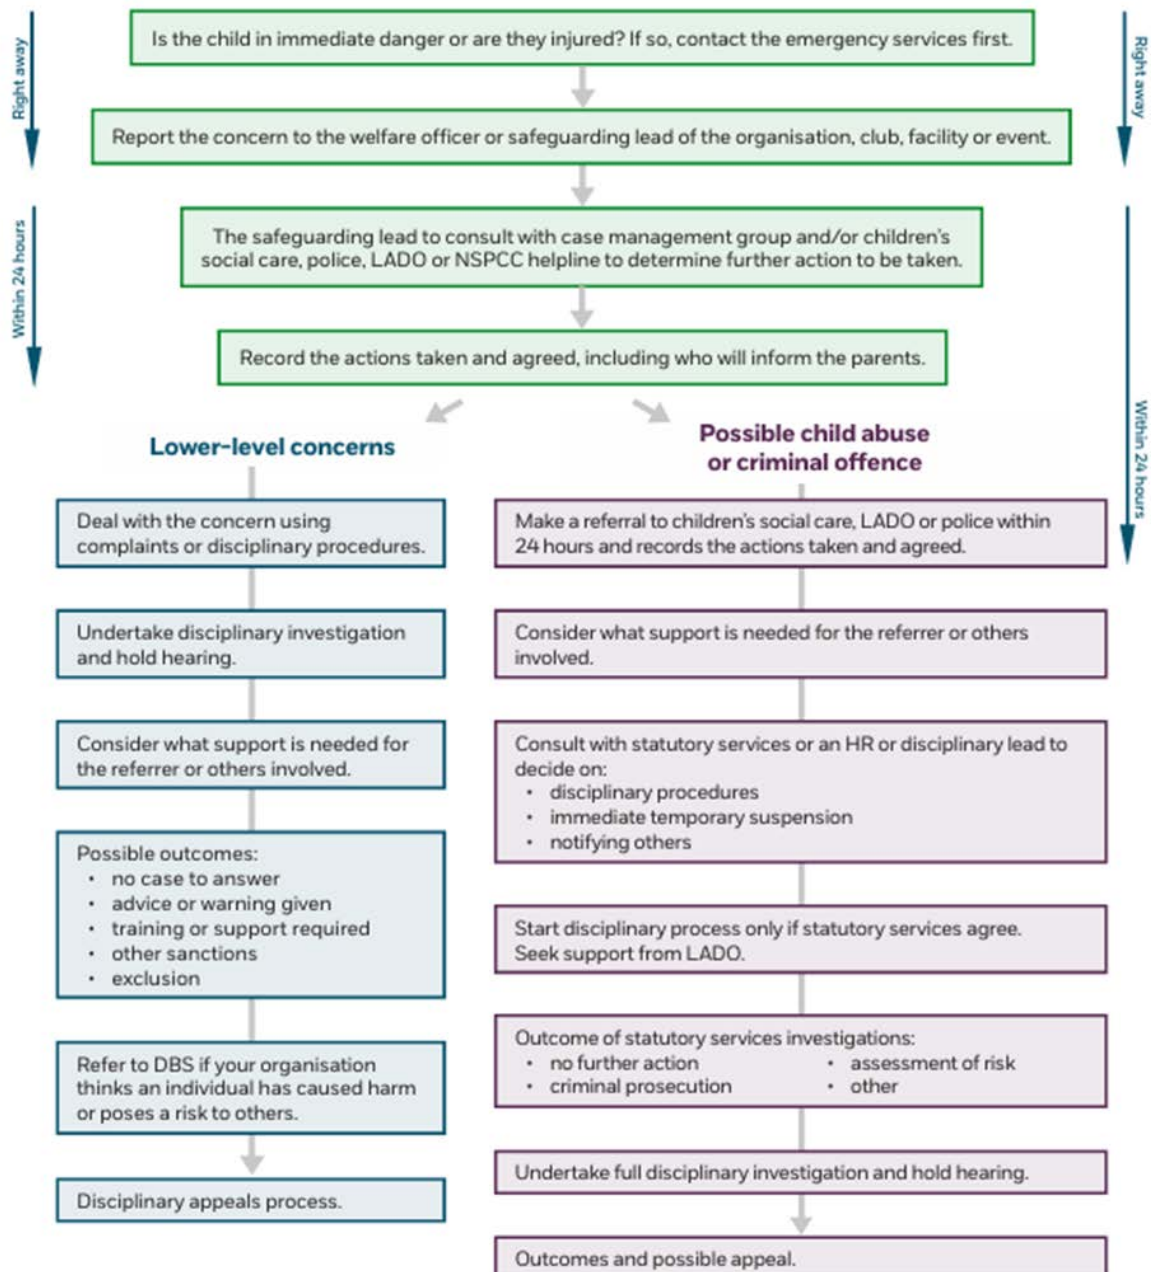 Right away
Right away
Is the child in immediate danger or are they injured? If so, contact the emergency services first.
Report the concern to the welfare officer or safeguarding lead of the organisation, club, facility or event.
Within 24 hours
Within 24 hours
The safeguarding lead to consult with case management group and/or children's
social care, police, LADO or NSPCC helpline to determine further action to be taken.
Record the actions taken and agreed, including who will inform the parents.
Lower-level concerns
Deal with the concern using
complaints or disciplinary procedures.
Undertake disciplinary investigation
and hold hearing.
Consider what support is needed for
the referrer or others involved.
Possible outcomes:
• no case to answer
• advice or warning given
• training or support required
• other sanctions
• exclusion
Refer to DBS if your organisation
thinks an individual has caused harm
or poses a risk to others.
Disciplinary appeals process.
Possible child abuse
or criminal offence
Make a referral to children's social care, LADO or police within
24 hours and records the actions taken and agreed.
Consider what support is needed for the referrer or others
involved.
Consult with statutory services or an HR or disciplinary lead to
decide on:
• disciplinary procedures
• immediate temporary suspension
• notifying others
Start disciplinary process only if statutory services agree.
Seek support from LADO.
Outcome of statutory services investigations:
• no further action • assessment of risk
• criminal prosecution • other
Undertake full disciplinary investigation and hold hearing.
Outcomes and possible appeal.